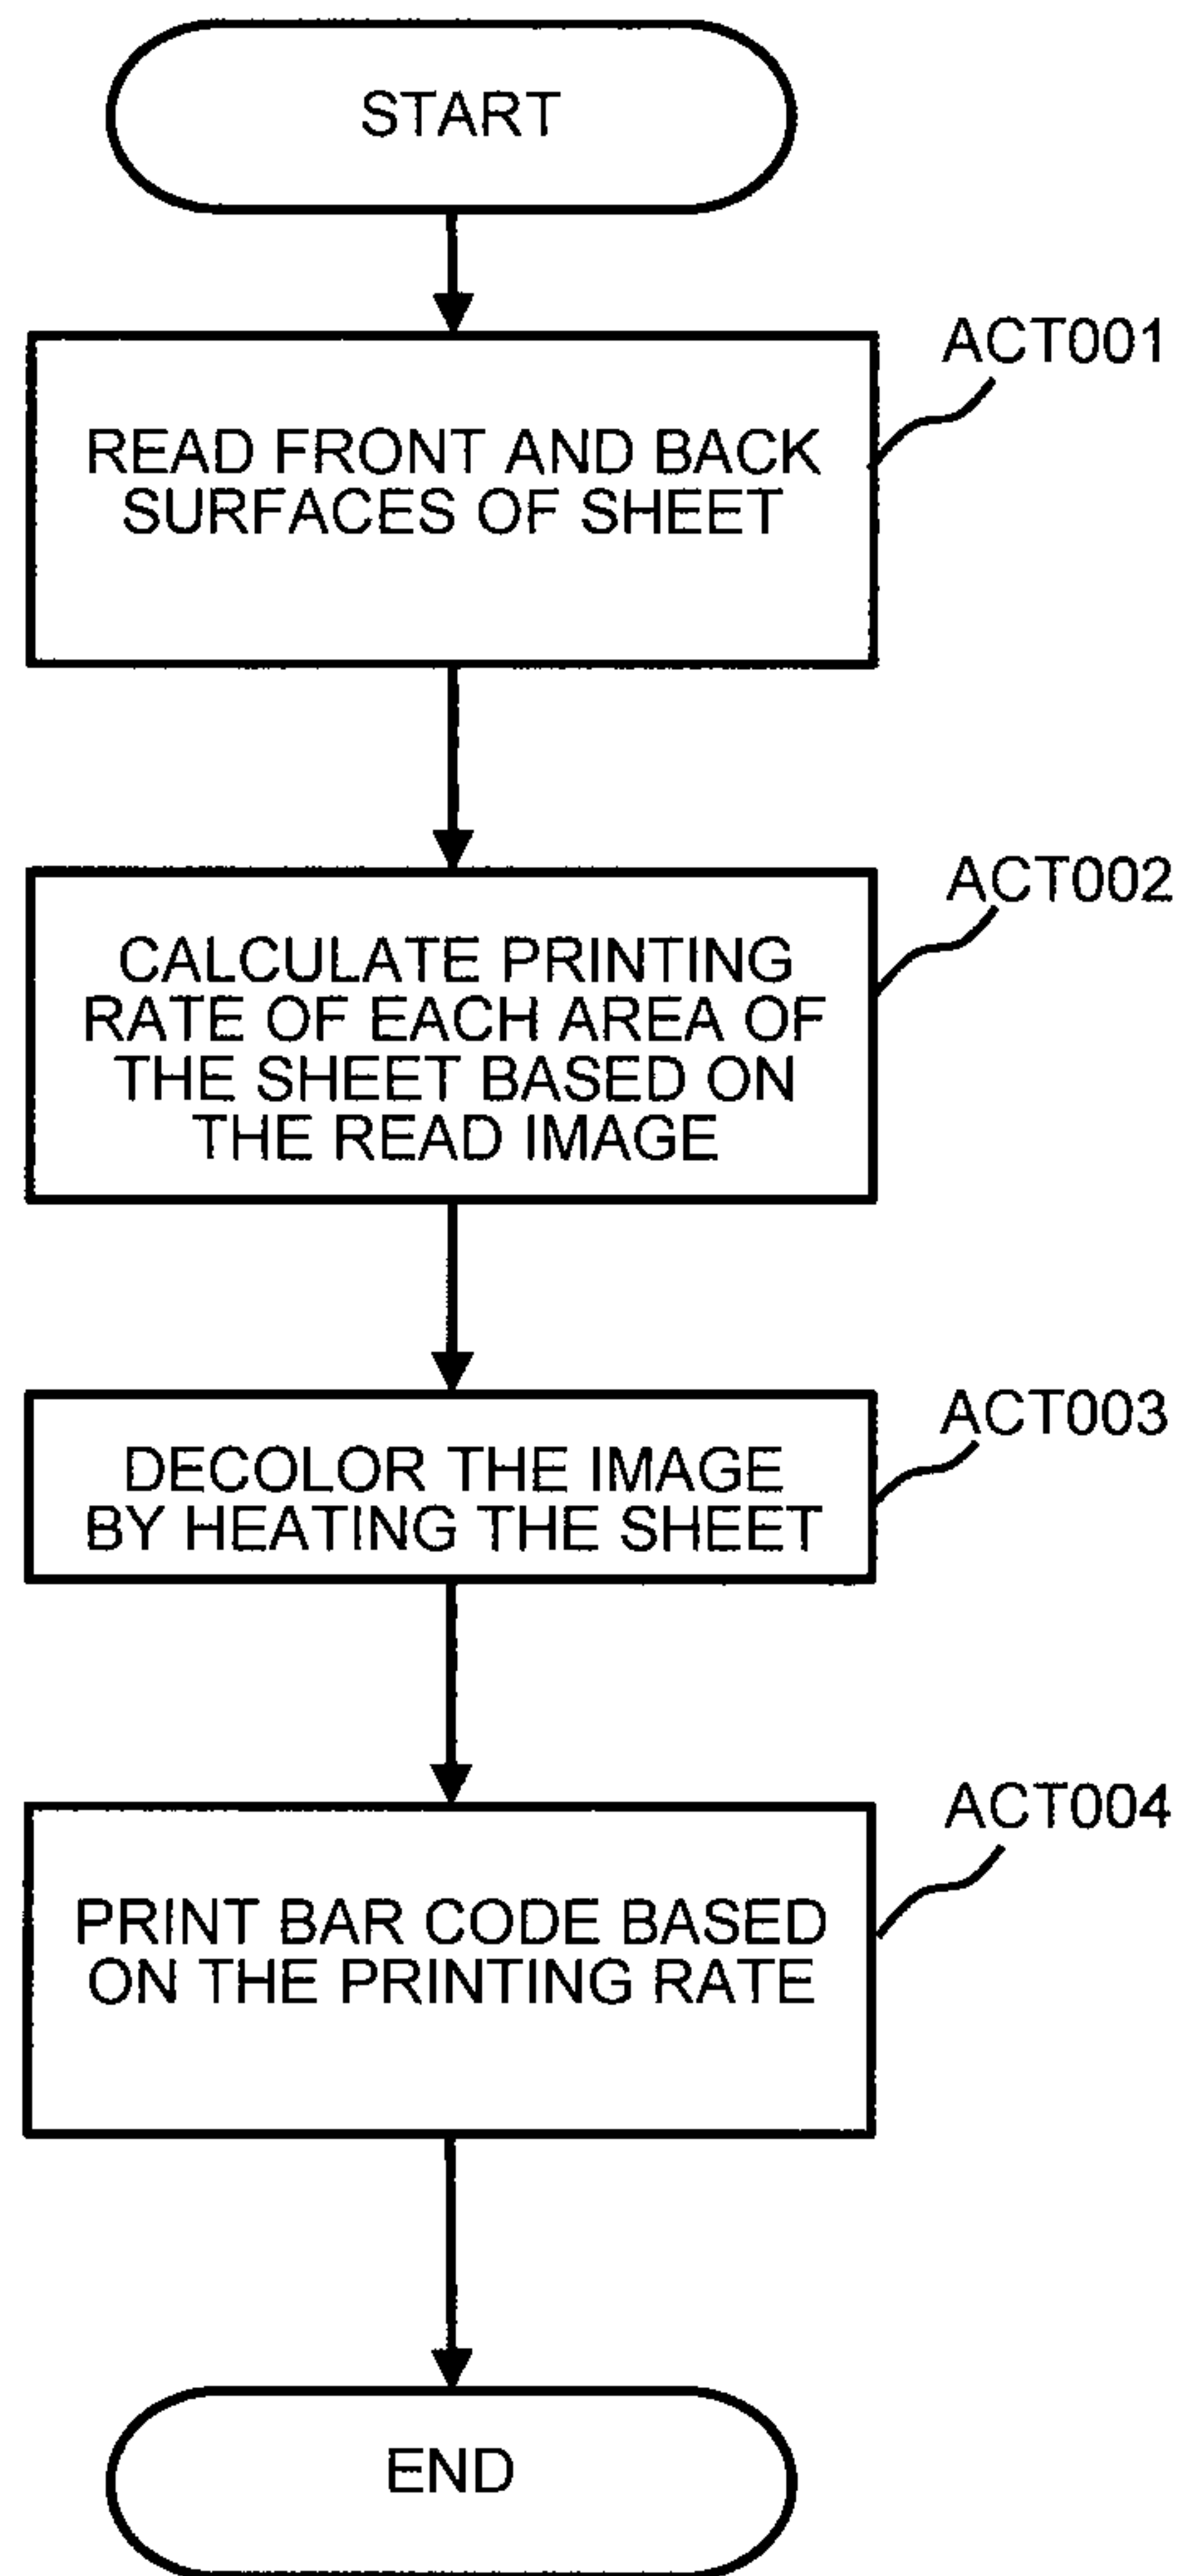 START
ACT001
READ FRONT AND BACK
SURFACES OF SHEET
ACT002
CALCULATE PRINTING
RATE OF EACH AREA OF
THE SHEET BASED ON
THE READ IMAGE
ACT003
DECOLOR THE IMAGE
BY HEATING THE SHEET
ACT004
PRINT BAR CODE BASED
ON THE PRINTING RATE
END